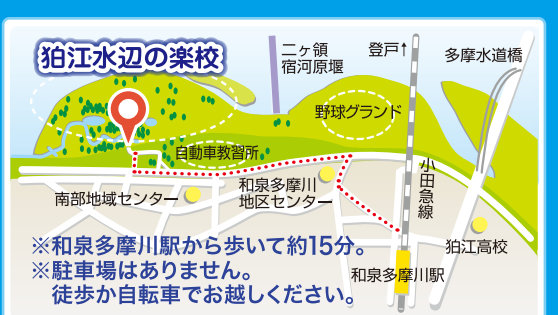 狛江水辺の楽校
二ヶ領
宿河原堰
登戸↑
多摩水道橋
野球グランド
自動車教習所
小田急線
南部地域センター
和泉多摩川
地区センター
狛江高校
和泉多摩川駅
※和泉多摩川駅から歩いて約15分。
※駐車場はありません。
徒歩か自転車でお越しください。